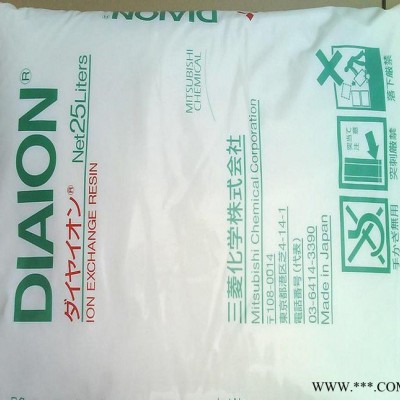 DIAION®
ダイヤイオン® Net 25 Liters
ION EXCHANGE RESIN
MITSUBISHI
CHEMICAL
三菱化学株式会社
Mitsubishi Chemical Corporation
〒108-0014
東京都港区芝4-14-1
電話番号(代表)
03-6414-3390
Made in Japan
落下厳禁
突刺厳禁
手かぎ無用
DIAION
WWW.***.COM